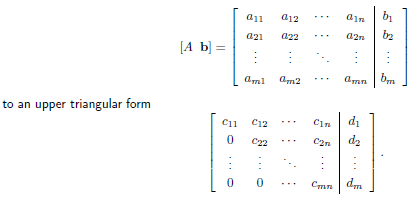 [A b] =
a11 a12 ⋯ a1n b1
a21 a22 ⋯ a2n b2
⋮ ⋮ ⋱ ⋮ ⋮
am1 am2 ⋯ amn bm
to an upper triangular form
c11 c12 ⋯ c1n d1
0 c22 ⋯ c2n d2
⋮ ⋮ ⋱ ⋮ ⋮
0 0 ⋯ cmn dm .